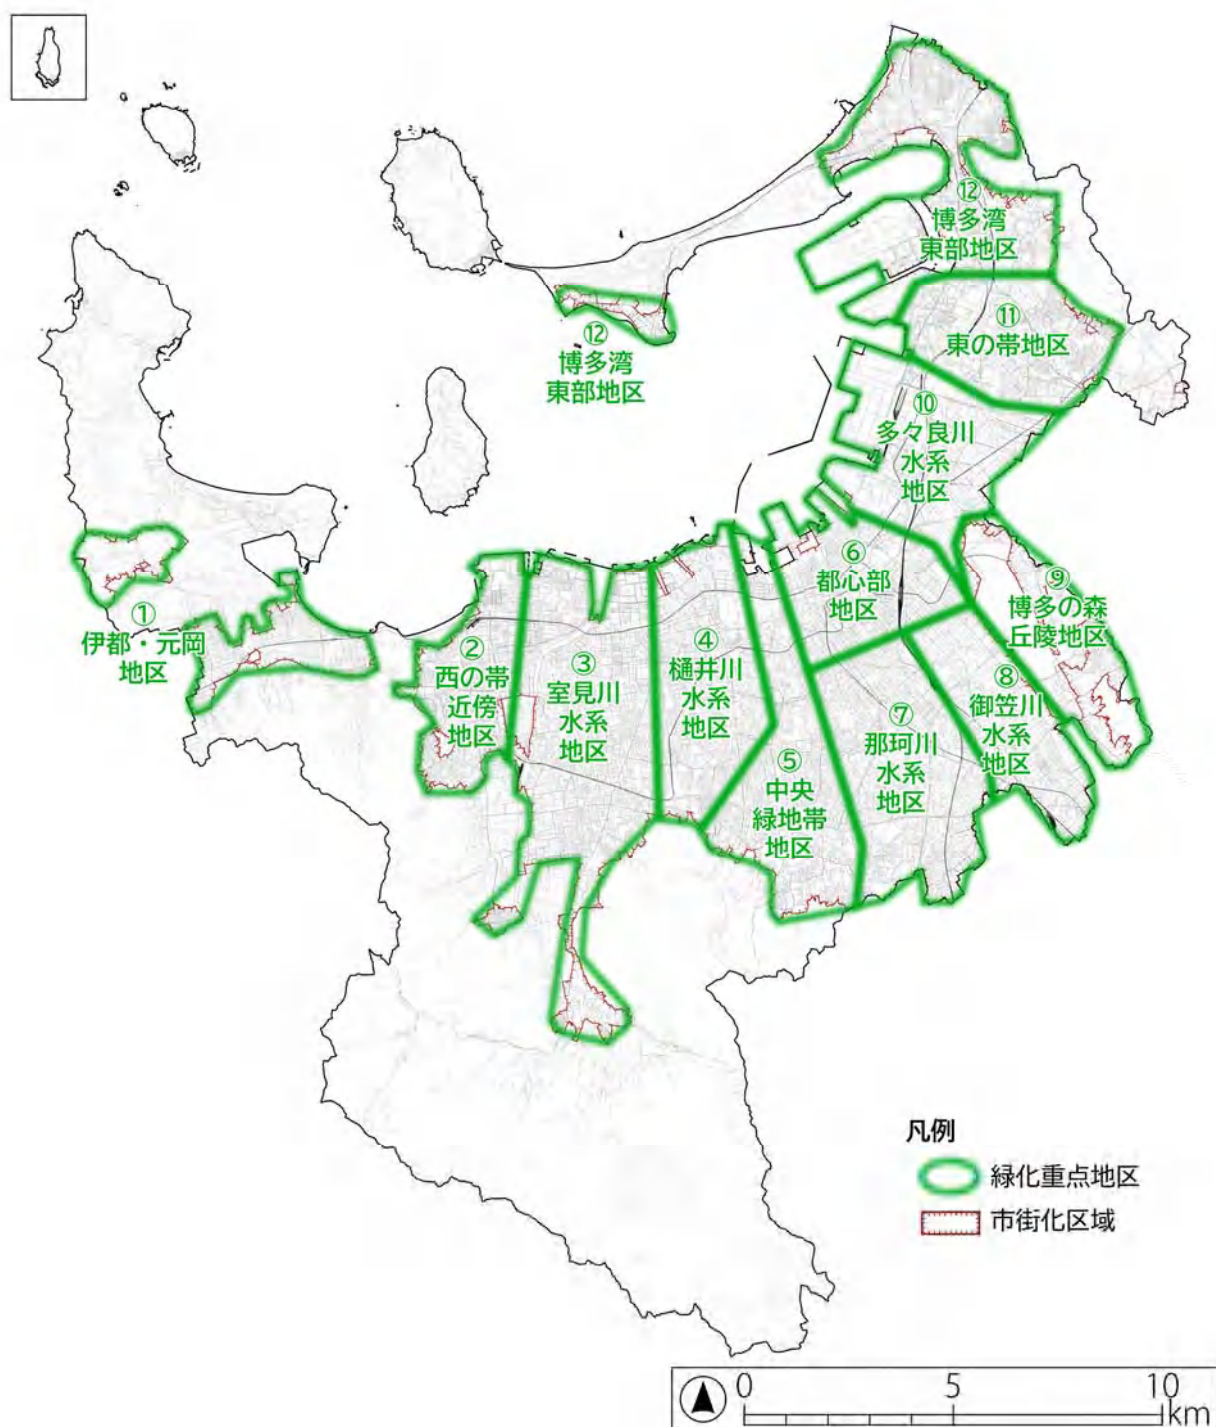 ⑫
博多湾
東部地区
⑪
東の帯地区
⑫
博多湾
東部地区
⑩
多々良川
水系
地区
⑥
都心部
地区
⑨
博多の森
丘陵地区
①
伊都・元岡
地区
②
西の帯
近傍
地区
③
室見川
水系
地区
④
樋井川
水系
地区
⑧
御笠川
水系
地区
⑦
那珂川
水系
地区
⑤
中央
緑地帯
地区
凡例
緑化重点地区
市街化区域
0 5 10
km